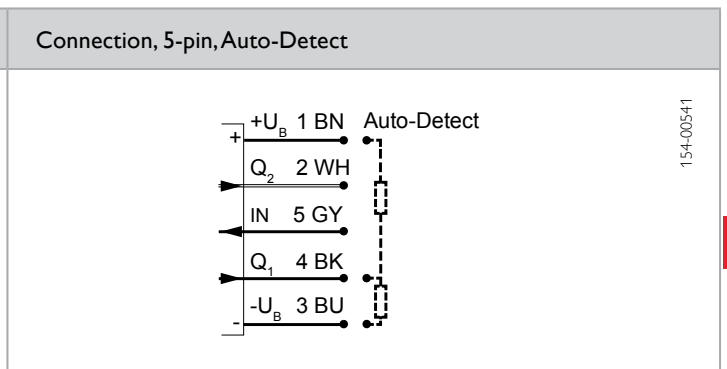 Connection, 5-pin, Auto-Detect
+U_B 1 BN Auto-Detect
+
Q_2 2 WH
IN 5 GY
Q_1 4 BK
-U_B 3 BU
-
154-00541